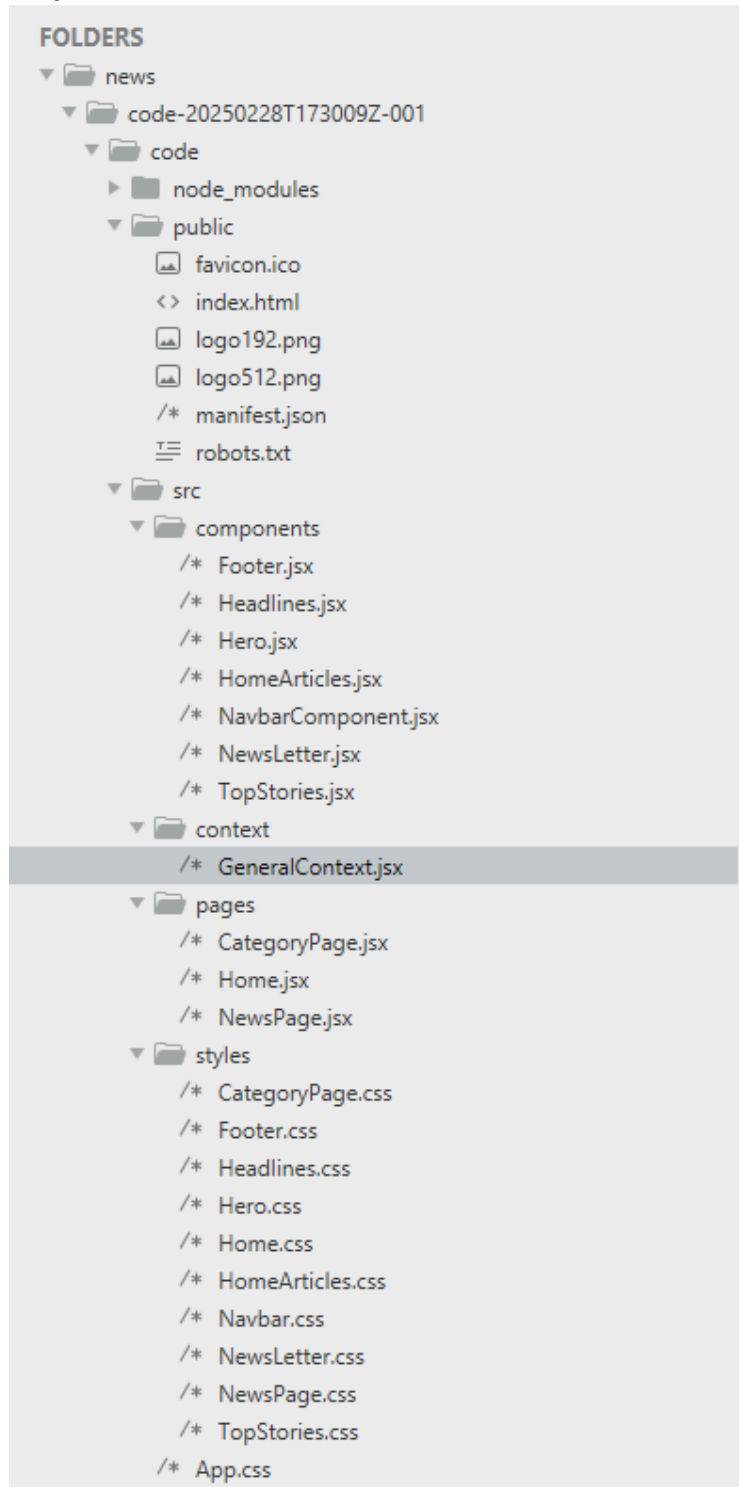 FOLDERS
news
code-20250228T173009Z-001
code
node_modules
public
favicon.ico
<> index.html
logo192.png
logo512.png
/* manifest.json
robots.txt
src
components
/* Footer.jsx
/* Headlines.jsx
/* Hero.jsx
/* HomeArticles.jsx
/* NavbarComponent.jsx
/* NewsLetter.jsx
/* TopStories.jsx
context
/* GeneralContext.jsx
pages
/* CategoryPage.jsx
/* Home.jsx
/* NewsPage.jsx
styles
/* CategoryPage.css
/* Footer.css
/* Headlines.css
/* Hero.css
/* Home.css
/* HomeArticles.css
/* Navbar.css
/* NewsLetter.css
/* NewsPage.css
/* TopStories.css
/* App.css